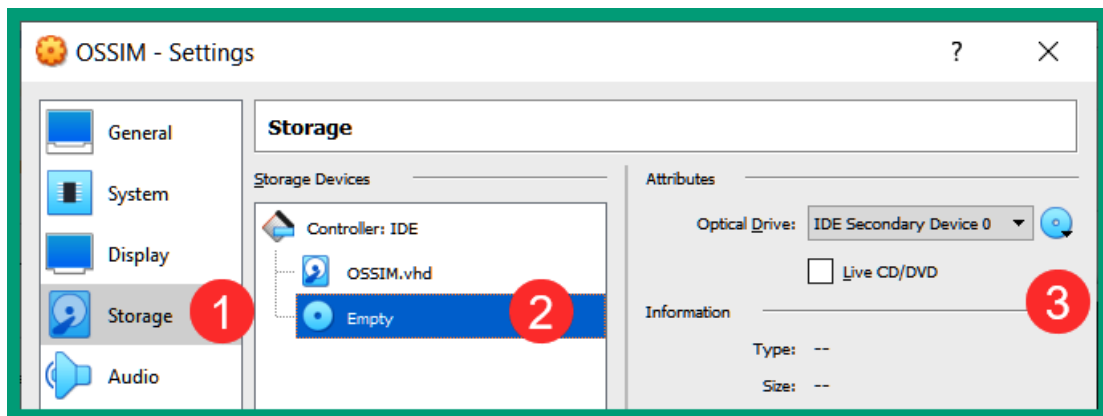 OSSIM - Settings ? ×
General
System
Display
Storage 1
Audio
Storage
Storage Devices
Controller: IDE
OSSIM.vhd
Empty 2
Attributes
Optical Drive: IDE Secondary Device 0
Live CD/DVD
Information 3
Type: --
Size: --